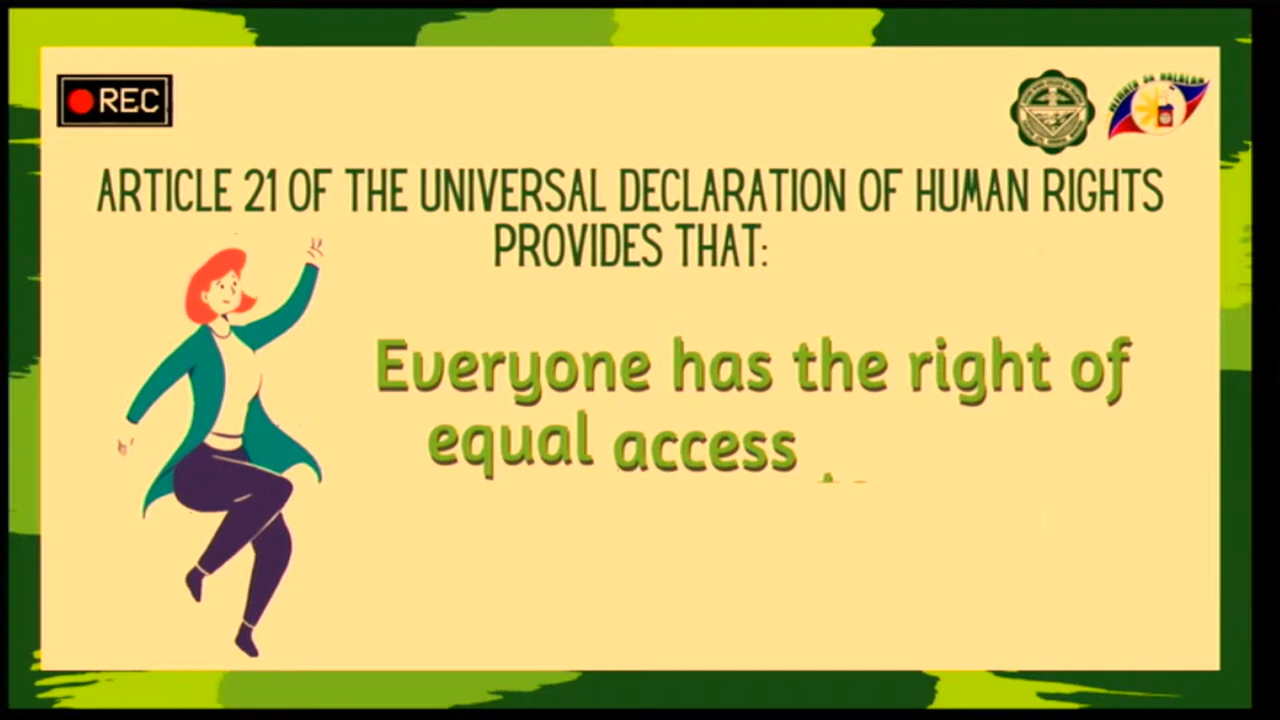 REC
ARTICLE 21 OF THE UNIVERSAL DECLARATION OF HUMAN RIGHTS
PROVIDES THAT:
Everyone has the right of
equal access